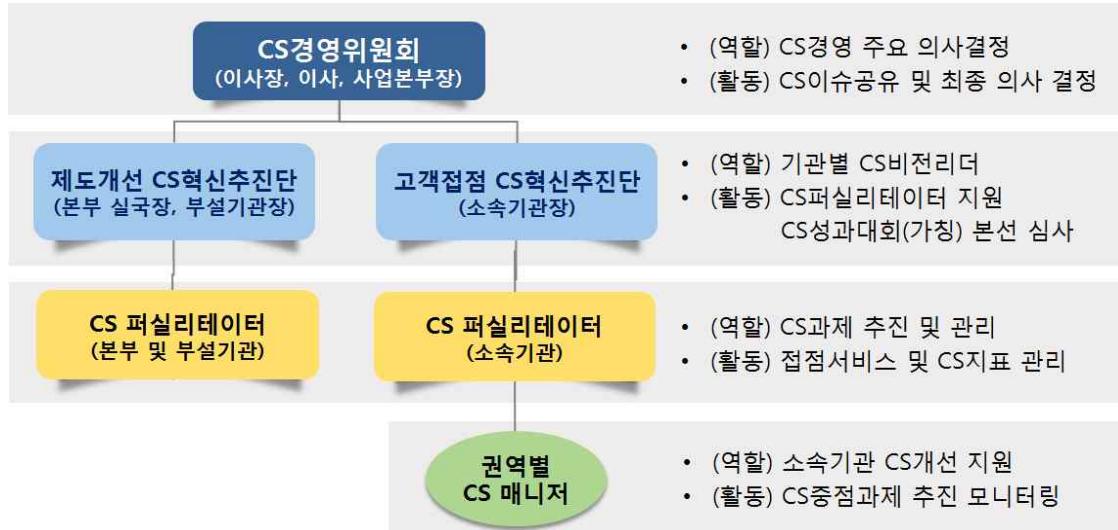 CS경영위원회
(이사장, 이사, 사업본부장)
• (역할) CS경영 주요 의사결정
• (활동) CS이슈공유 및 최종 의사 결정
제도개선 CS혁신추진단
(본부 실국장, 부설기관장)
고객접점 CS혁신추진단
(소속기관장)
• (역할) 기관별 CS비전리더
• (활동) CS퍼실리테이터 지원
CS성과대회(가칭) 본선 심사
CS 퍼실리테이터
(본부 및 부설기관)
CS 퍼실리테이터
(소속기관)
• (역할) CS과제 추진 및 관리
• (활동) 접점서비스 및 CS지표 관리
권역별
CS 매니저
• (역할) 소속기관 CS개선 지원
• (활동) CS중점과제 추진 모니터링